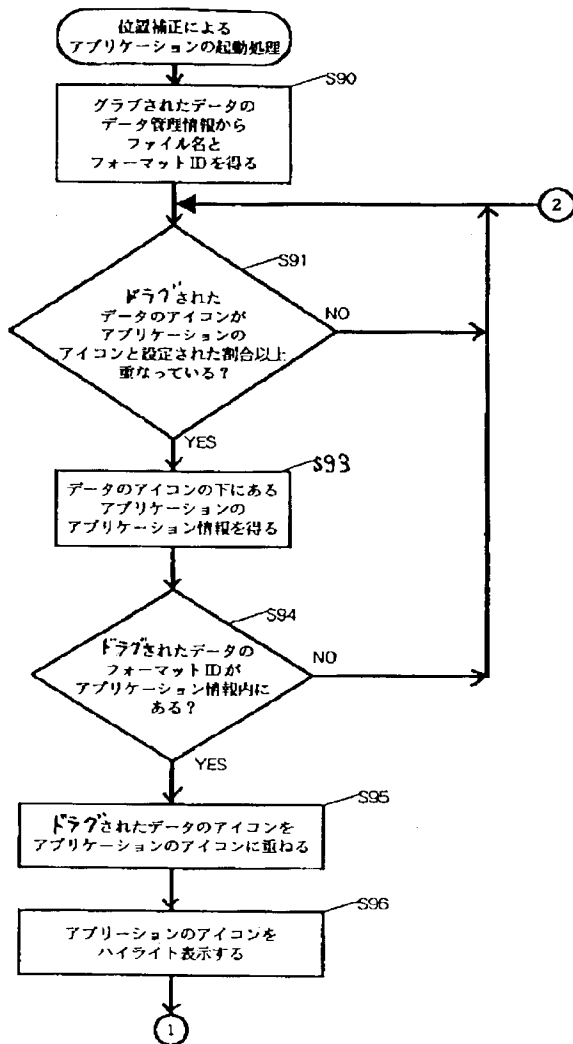 位置補正による
アプリケーションの起動処理
S90
グラブされたデータの
データ管理情報から
ファイル名と
フォーマットIDを得る
2
S91
ドラグされた
データのアイコンが
アプリケーションの
アイコンと設定された割合以上
重なっている?
NO
YES
S93
データのアイコンの下にある
アプリケーションの
アプリケーション情報を得る
S94
ドラグされたデータの
フォーマットIDが
アプリケーション情報内に
ある?
NO
YES
S95
ドラグされたデータのアイコンを
アプリケーションのアイコンに重ねる
S96
アプリーションのアイコンを
ハイライト表示する
1